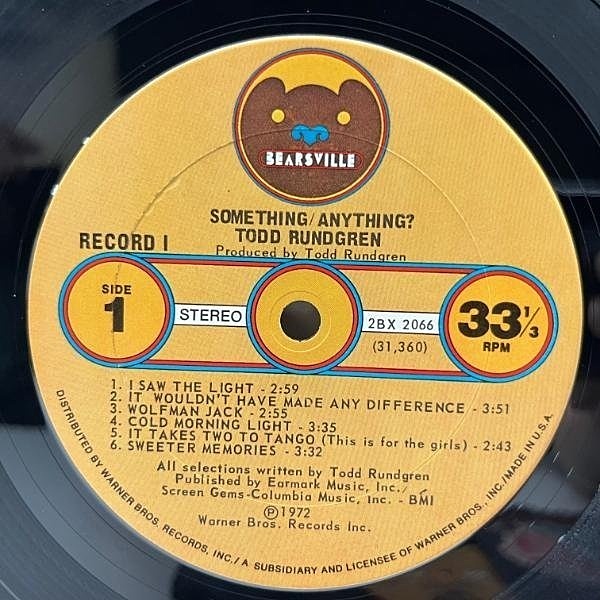 BEARSVILLE
SOMETHING/ANYTHING?
TODD RUNDGREN
RECORD I
Produced by Todd Rundgren
SIDE
1
STEREO
2BX 2066
(31,360)
33 1/3
RPM
1. I SAW THE LIGHT - 2:59
2. IT WOULDN'T HAVE MADE ANY DIFFERENCE - 3:51
3. WOLFMAN JACK - 2:55
4. COLD MORNING LIGHT - 3:35
5. IT TAKES TWO TO TANGO (This is for the girls) - 2:43
6. SWEETER MEMORIES - 3:32
All selections written by Todd Rundgren
Published by Earmark Music, Inc./
Screen Gems-Columbia Music, Inc. - BMI
Ⓟ1972
Warner Bros. Records Inc.
DISTRIBUTED BY WARNER BROS. RECORDS, INC./A SUBSIDIARY AND LICENSEE OF WARNER BROS., INC./MADE IN U.S.A.